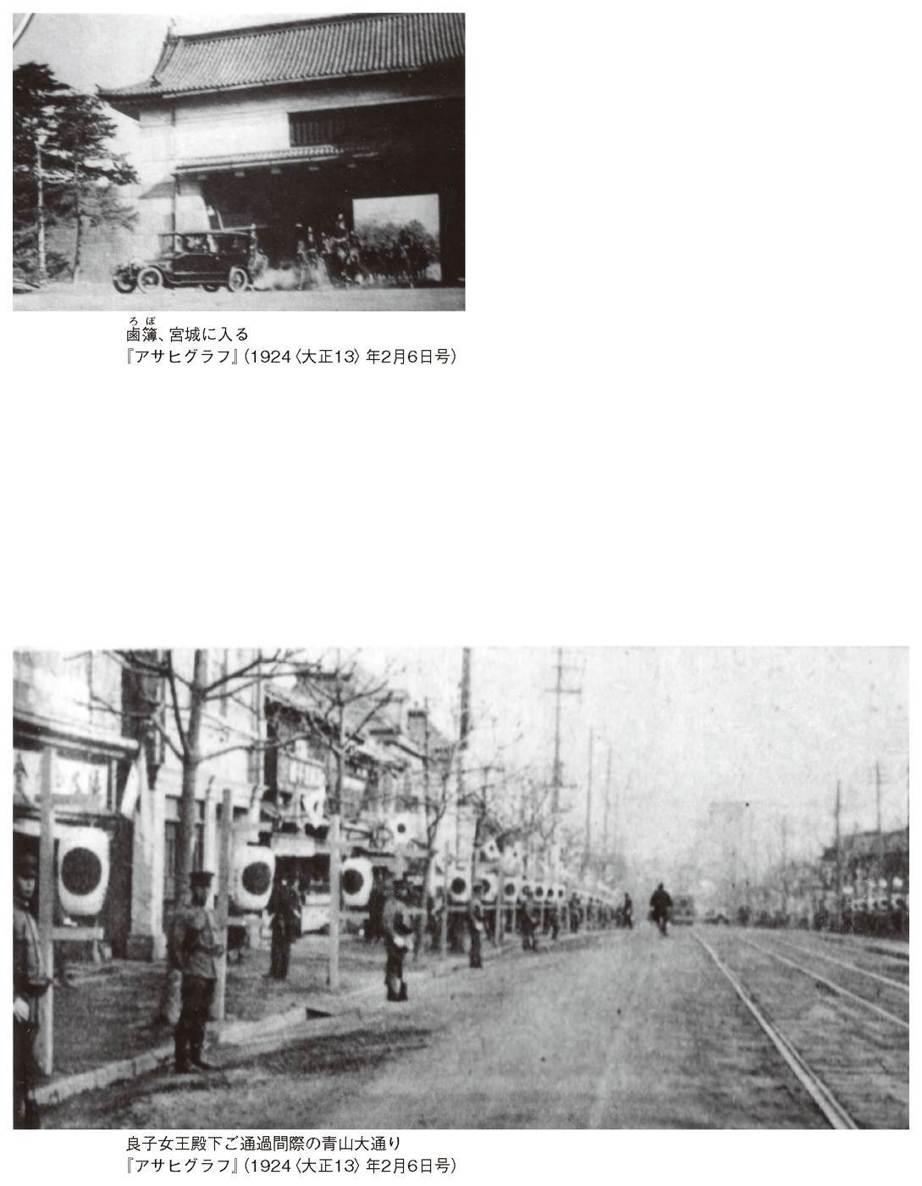 ろぼ
鹵簿、宮城に入る
『アサヒグラフ』（1924〈大正13〉年2月6日号）
良子女王殿下ご通過間際の青山大通り
『アサヒグラフ』（1924〈大正13〉年2月6日号）